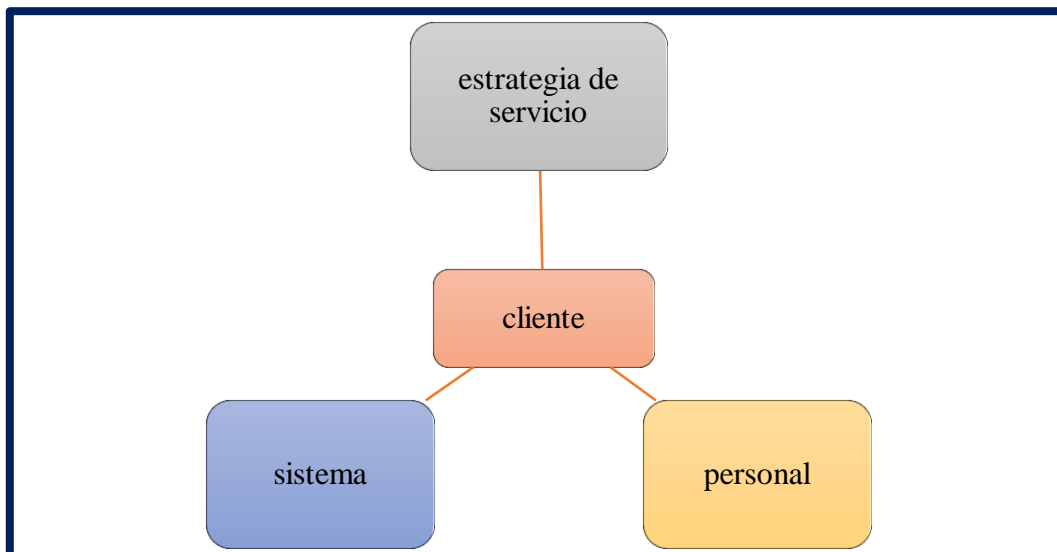 estrategia de
servicio
cliente
sistema
personal